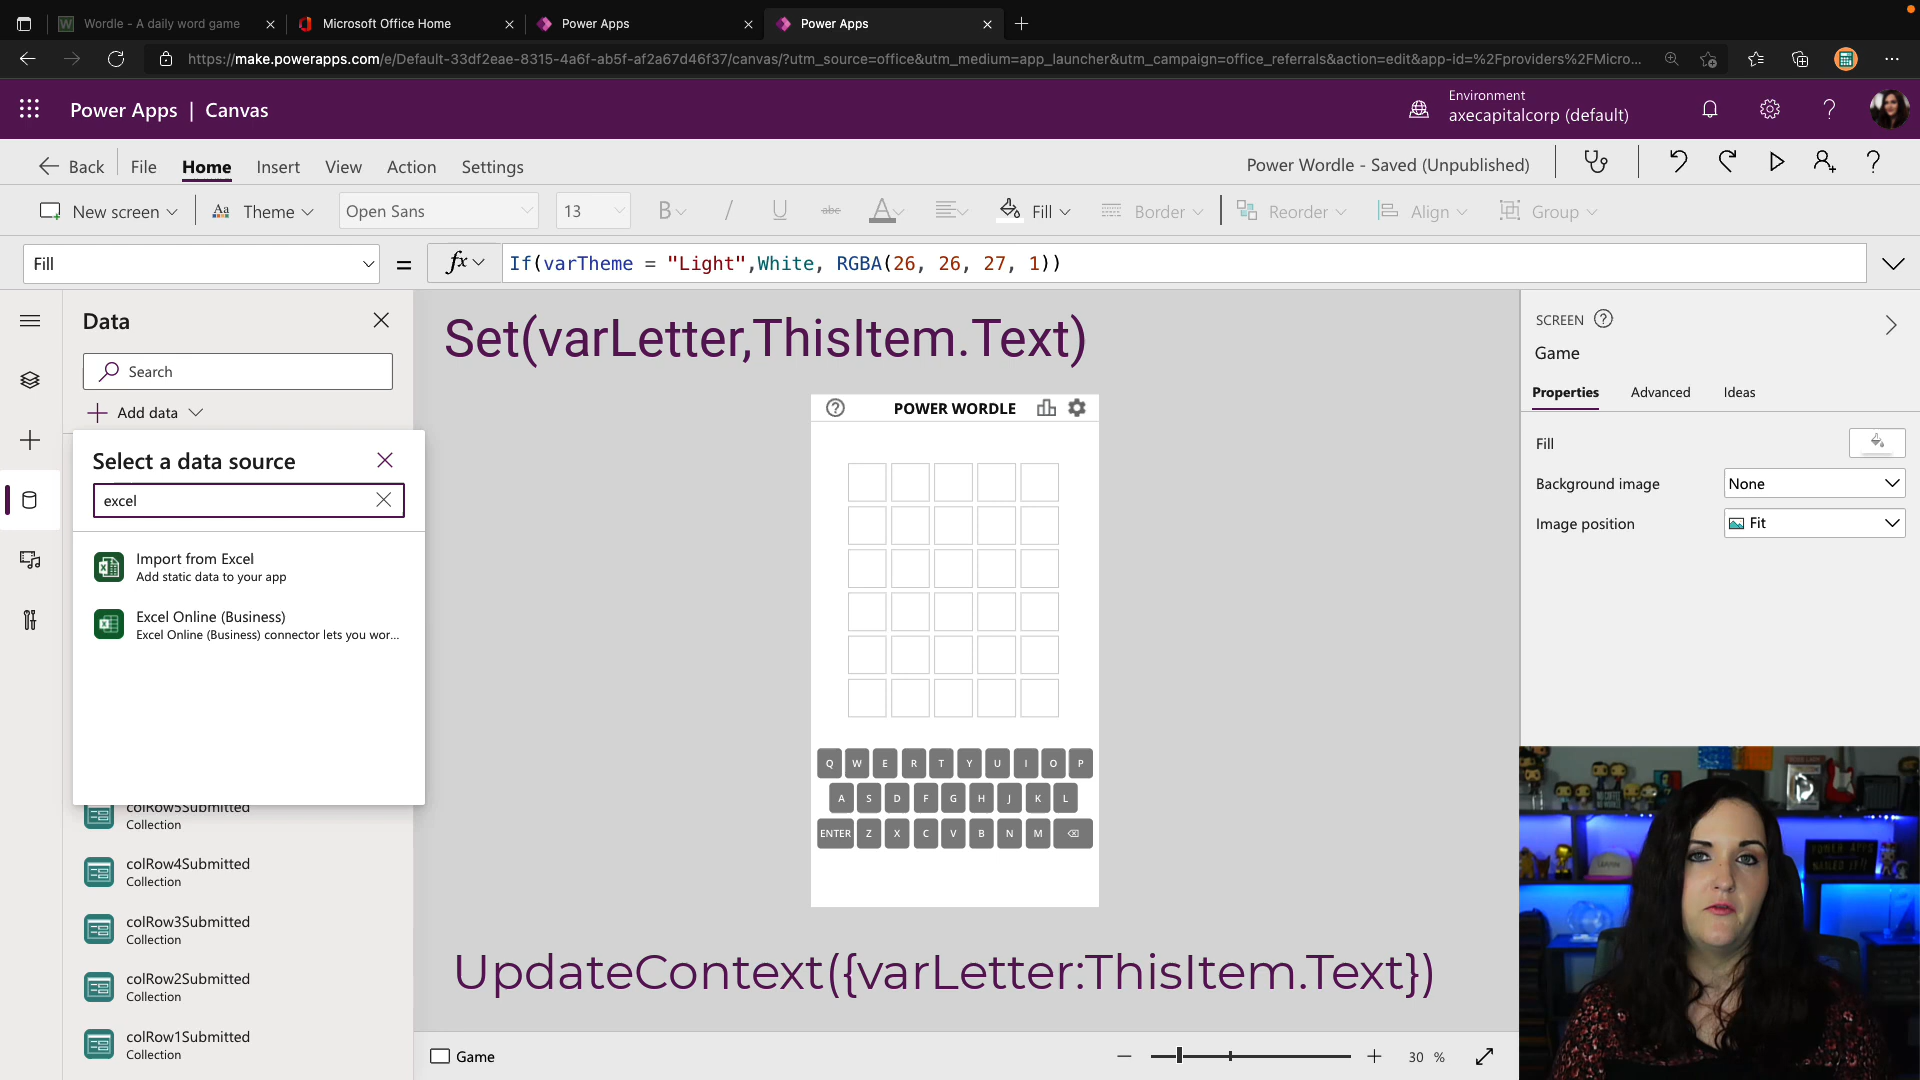 Wordle - A daily word game
Microsoft Office Home
Power Apps
Power Apps
https://make.powerapps.com/e/Default-33df2eae-8315-4a6f-ab5f-af2a67d46f37/canvas/?utm_source=office&utm_medium=app_launcher&utm_campaign=office_referrals&action=edit&app-id=%2Fproviders%2FMicro...
Power Apps | Canvas
Environment
axecapitalcorp (default)
Back
File
Home
Insert
View
Action
Settings
Power Wordle - Saved (Unpublished)
New screen
Theme
Open Sans
13
B
/
U
abc
A
Fill
Border
Reorder
Align
Group
Fill
=
fx
If(varTheme = "Light",White, RGBA(26, 26, 27, 1))
Data
Search
Add data
Select a data source
excel
Import from Excel
Add static data to your app
Excel Online (Business)
Excel Online (Business) connector lets you wor...
colRow5Submitted
Collection
colRow4Submitted
Collection
colRow3Submitted
Collection
colRow2Submitted
Collection
colRow1Submitted
Collection
Set(varLetter,ThisItem.Text)
POWER WORDLE
Q W E R T Y U I O P
A S D F G H J K L
ENTER Z X C V B N M
UpdateContext({varLetter:ThisItem.Text})
Game
30 %
SCREEN
Game
Properties
Advanced
Ideas
Fill
Background image
None
Image position
Fit